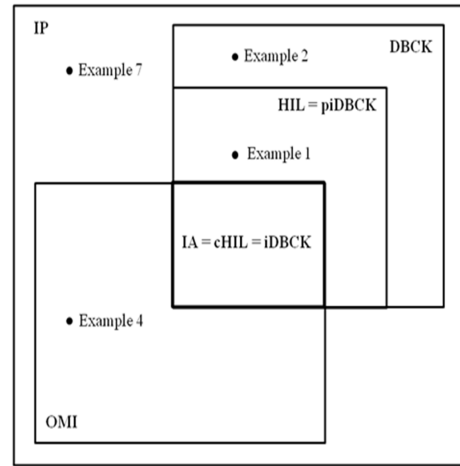 IP
DBCK
• Example 2
• Example 7
HIL = piDBCK
• Example 1
IA = cHIL = iDBCK
• Example 4
OMI